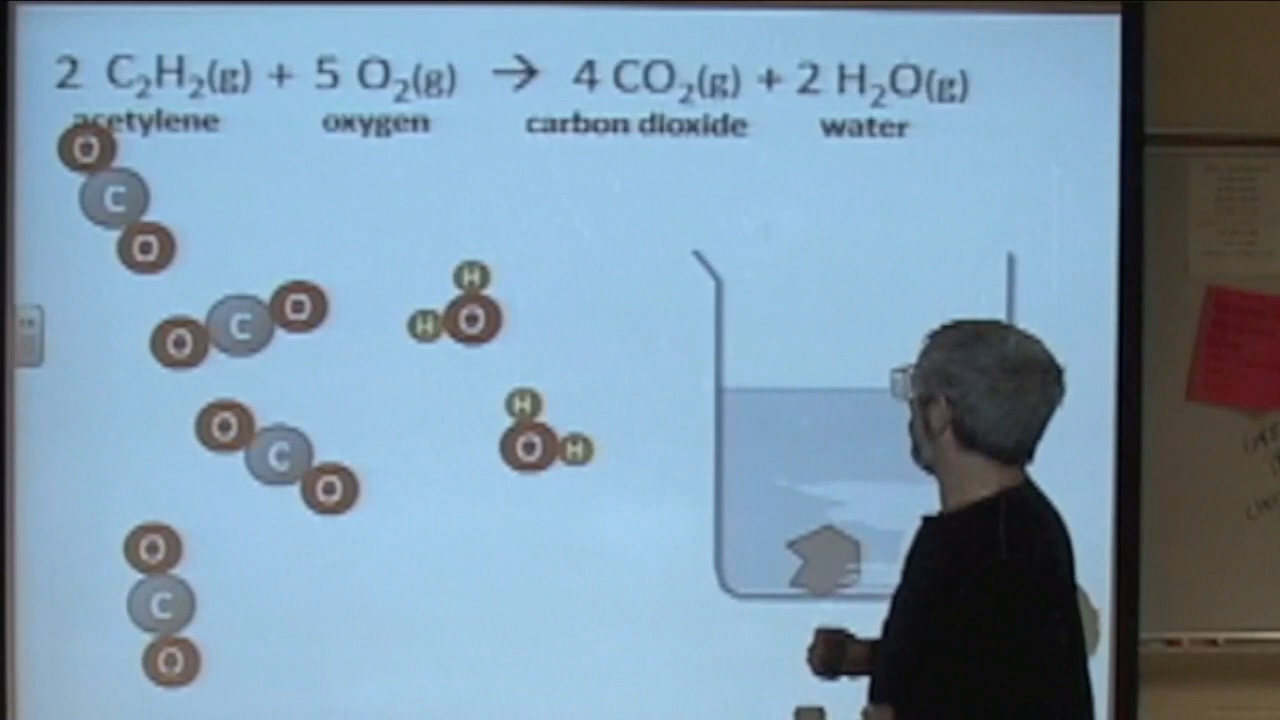 2 C₂H₂(g) + 5 O₂(g) → 4 CO₂(g) + 2 H₂O(g)
acetylene oxygen carbon dioxide water
O
C
O
O C O
H
H O
O
C
O
H
O H
O
C
O